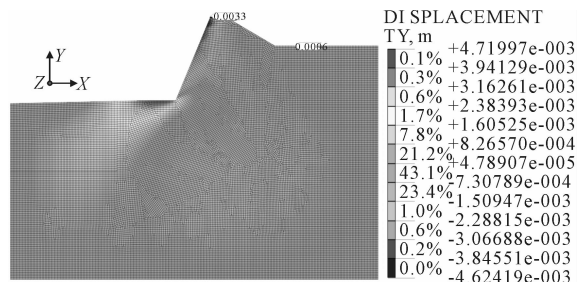 0.0033
DISPLACEMENT
TY, m
0.0006
Y
Z X
+4.71997e-003
0.1%
+3.94129e-003
0.3%
+3.16261e-003
0.6%
+2.38393e-003
1.7%
+1.60525e-003
7.8%
+8.26570e-004
21.2%
+4.78907e-005
43.1%
-7.30789e-004
23.4%
-1.50947e-003
1.0%
-2.28815e-003
0.6%
-3.06688e-003
0.2%
-3.84551e-003
0.0%
-4.62419e-003